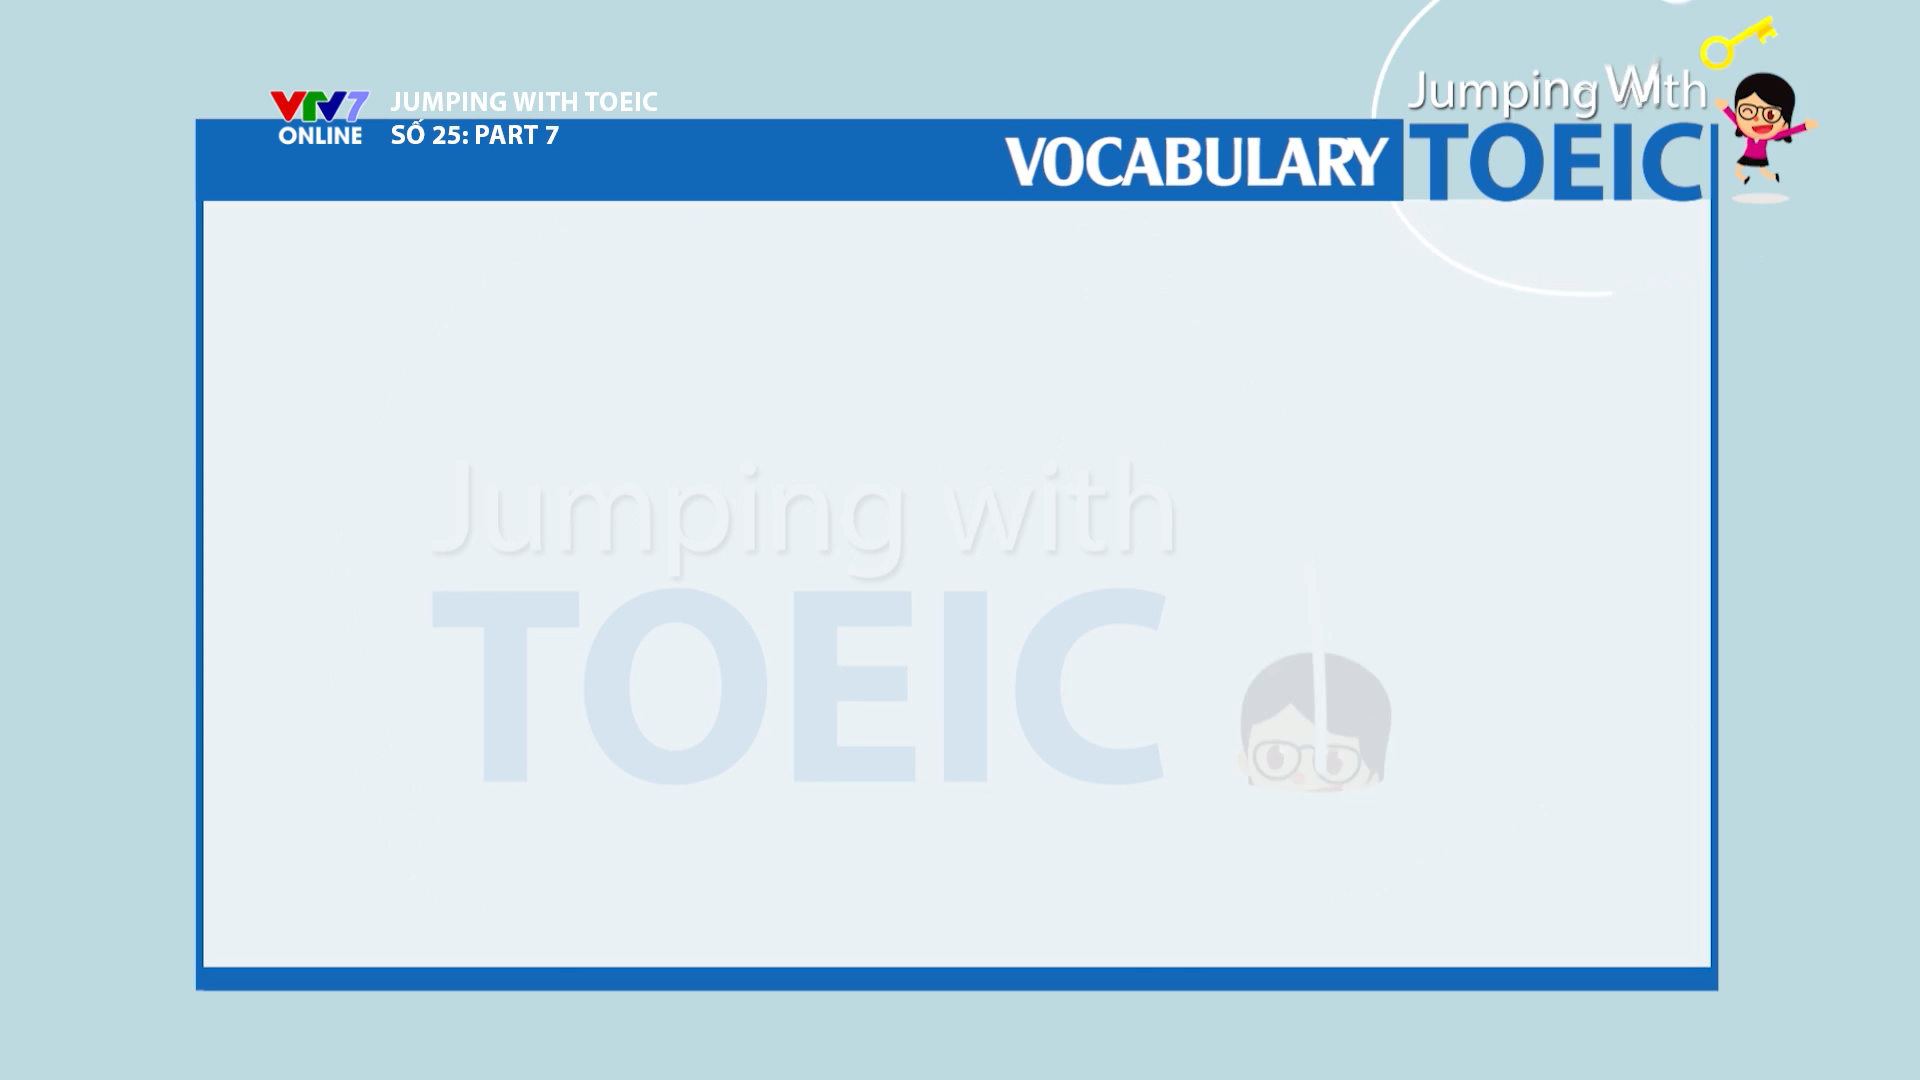 VTV7
ONLINE
JUMPING WITH TOEIC
SỐ 25: PART 7
VOCABULARY
Jumping With
TOEIC
Jumping with
TOEIC